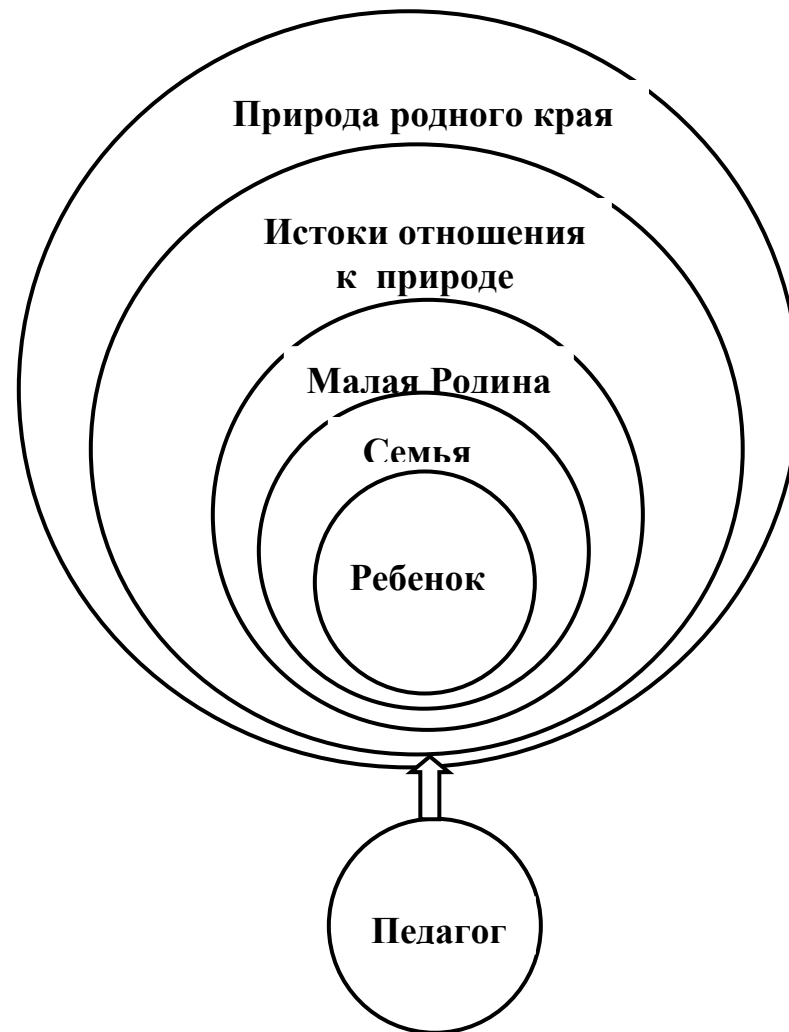 Природа родного края
Истоки отношения
к природе
Малая Родина
Семья
Ребенок
Педагог